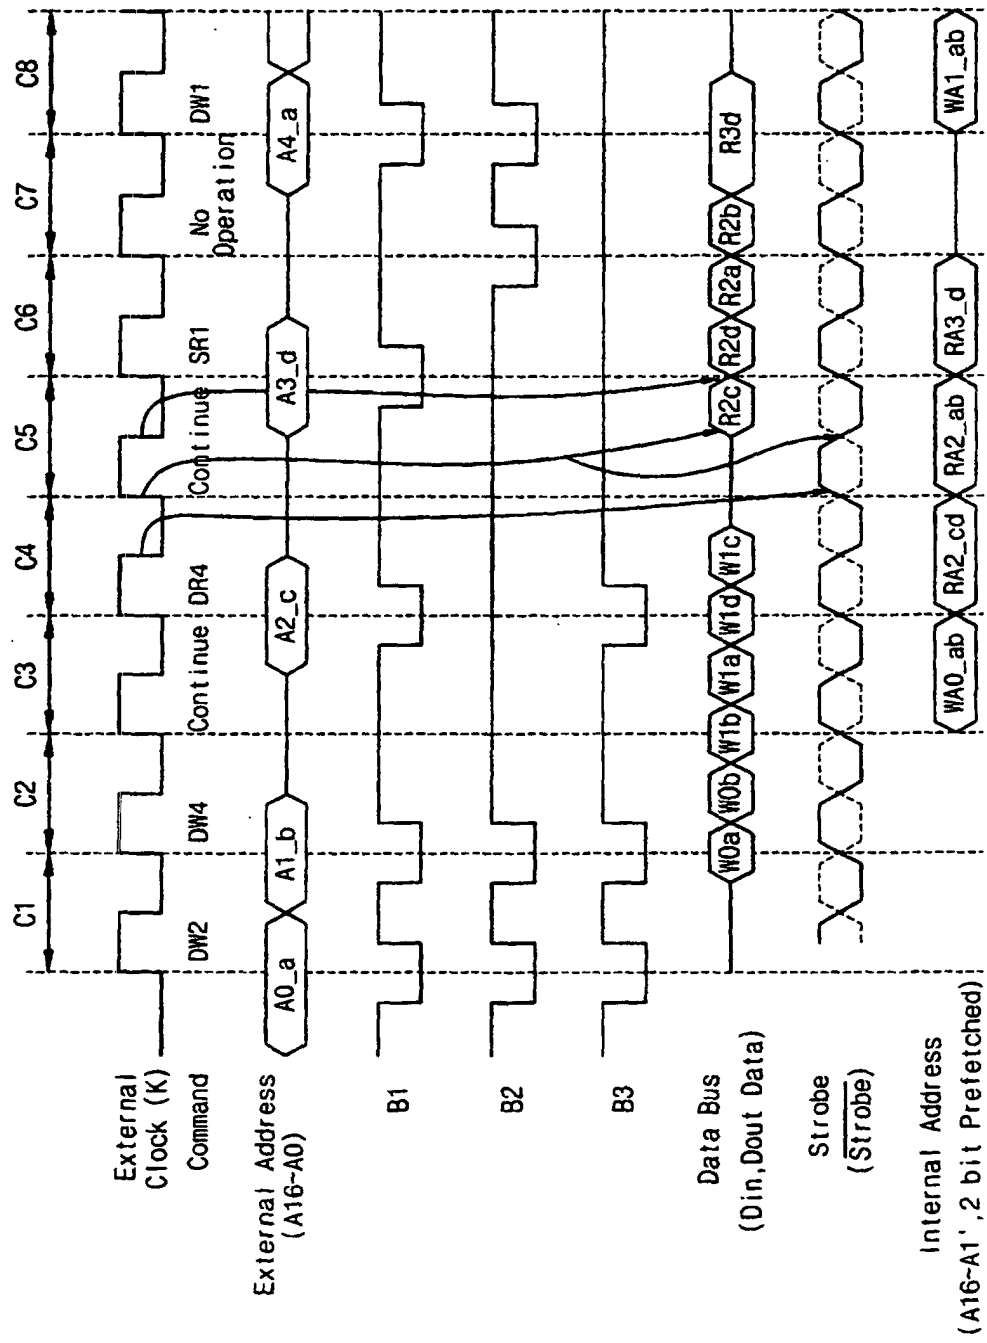 C1 C2 C3 C4 C5 C6 C7 C8
External
Clock (K)
Command DW2 DW4 Continue DR4 Continue SR1 No
Operation DW1
External Address
(A16~A0)
A0_a A1_b A2_c A3_d A4_a
B1
B2
B3
Data Bus
(Din,Dout Data)
W0a W0b W1b W1a W1d W1c R2c R2d R2a R2b R3d
Strobe
(Strobe)
Internal Address
(A16~A1',2 bit Prefetched)
WA0_ab RA2_cd RA2_ab RA3_d WA1_ab